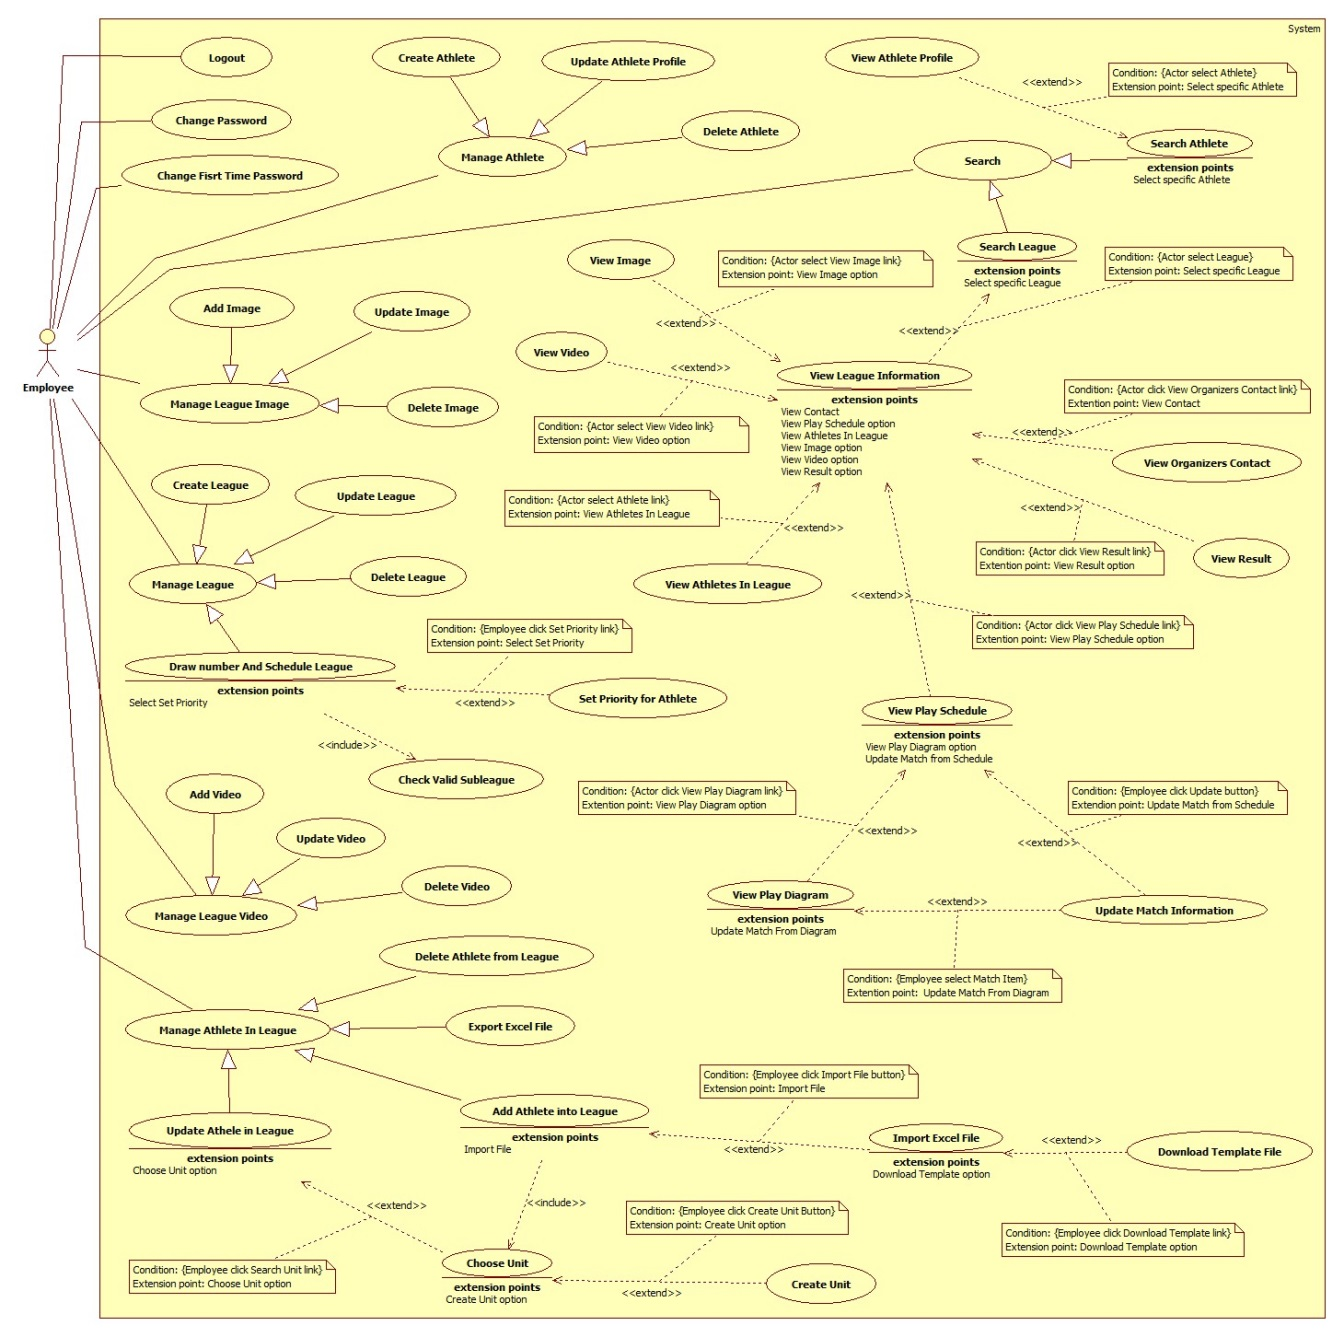 System
Logout
Create Athlete
Update Athlete Profile
View Athlete Profile
<<extend>>
Condition: {Actor select Athlete}
Extension point: Select specific Athlete
Change Password
Delete Athlete
Manage Athlete
Search
Search Athlete
extension points
Select specific Athlete
Change Fisrt Time Password
Search League
extension points
Select specific League
View Image
Condition: {Actor select View Image link}
Extension point: View Image option
Condition: {Actor select League}
Extension point: Select specific League
Add Image
Update Image
<<extend>>
<<extend>>
Employee
View Video
<<extend>>
View League Information
extension points
View Contact
View Play Schedule option
View Athletes In League
View Image option
View Video option
View Result option
Manage League Image
Delete Image
Condition: {Actor select View Video link}
Extension point: View Video option
Condition: {Actor click View Organizers Contact link}
Extention point: View Contact
<<extend>>
View Organizers Contact
Create League
Update League
Condition: {Actor select Athlete link}
Extension point: View Athletes In League
<<extend>>
<<extend>>
Condition: {Actor click View Result link}
Extention point: View Result option
View Result
Manage League
Delete League
View Athletes In League
<<extend>>
Condition: {Employee click Set Priority link}
Extension point: Select Set Priority
Condition: {Actor click View Play Schedule link}
Extention point: View Play Schedule option
Draw number And Schedule League
extension points
Select Set Priority
<<extend>>
Set Priority for Athlete
View Play Schedule
extension points
View Play Diagram option
Update Match from Schedule
<<include>>
Check Valid Subleague
Add Video
Condition: {Actor click View Play Diagram link}
Extention point: View Play Diagram option
Condition: {Employee click Update button}
Extendion point: Update Match from Schedule
Update Video
<<extend>>
<<extend>>
Delete Video
Manage League Video
View Play Diagram
extension points
Update Match From Diagram
<<extend>>
Update Match Information
Delete Athlete from League
Condition: {Employee select Match Item}
Extention point:  Update Match From Diagram
Manage Athlete In League
Export Excel File
Condition: {Employee click Import File button}
Extension point: Import File
Update Athele in League
extension points
Choose Unit option
Add Athlete into League
extension points
Import File
<<extend>>
Import Excel File
extension points
Download Template option
<<extend>>
Download Template File
<<extend>>
<<include>>
Condition: {Employee click Create Unit Button}
Extension point: Create Unit option
Condition: {Employee click Download Template link}
Extension point: Download Template option
Condition: {Employee click Search Unit link}
Extension point: Choose Unit option
Choose Unit
extension points
Create Unit option
<<extend>>
Create Unit